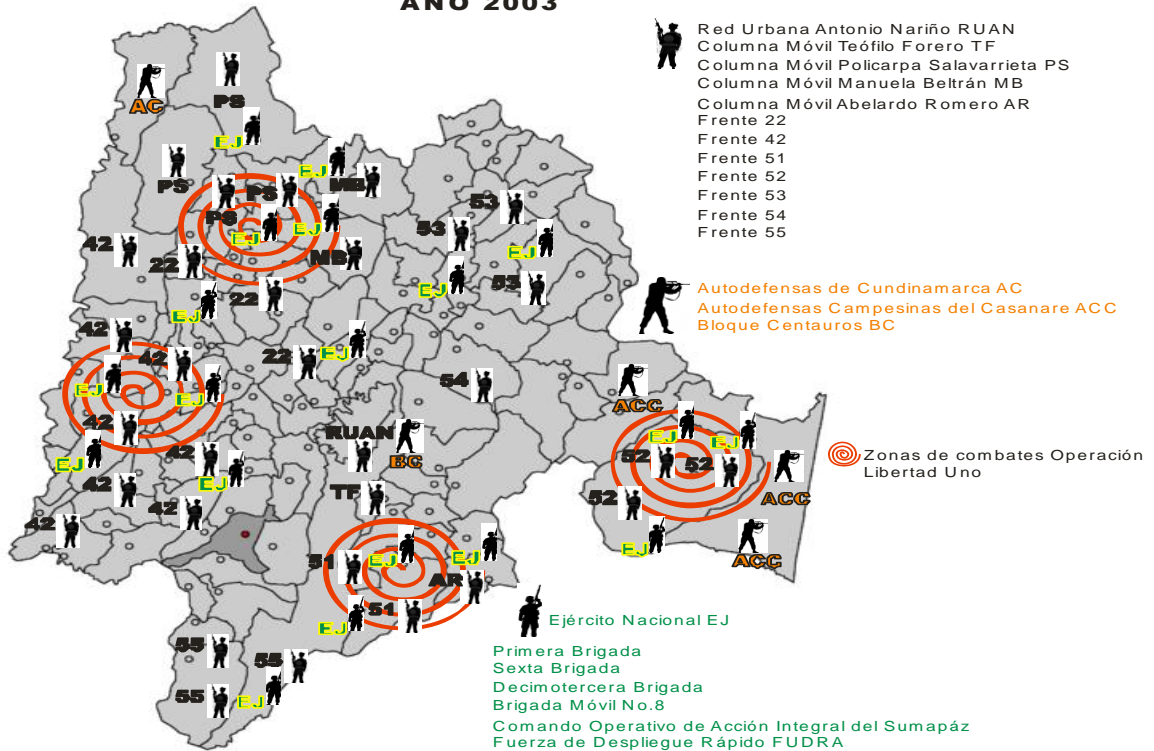 AÑO 2003
Red Urbana Antonio Nariño RUAN
Columna Móvil Teófilo Forero TF
Columna Móvil Policarpa Salavarrieta PS
Columna Móvil Manuela Beltrán MB
Columna Móvil Abelardo Romero AR
Frente 22
Frente 42
Frente 51
Frente 52
Frente 53
Frente 54
Frente 55
Autodefensas de Cundinamarca AC
Autodefensas Campesinas del Casanare ACC
Bloque Centauros BC
Zonas de combates Operación
Libertad Uno
Ejército Nacional EJ
Primera Brigada
Sexta Brigada
Decimotercera Brigada
Brigada Móvil No.8
Comando Operativo de Acción Integral del Sumapáz
Fuerza de Despliegue Rápido FUDRA
AC
PS
EJ
PS
EJ
MB
PS
PS
EJ
EJ
MB
53
53
EJ
EJ
53
42
22
22
EJ
42
42
22
EJ
54
EJ
EJ
42
RUAN
BC
ACC
EJ
EJ
52
52
ACC
EJ
42
EJ
42
42
42
TF
52
EJ
ACC
51
EJ
EJ
AR
51
EJ
55
55
55
EJ